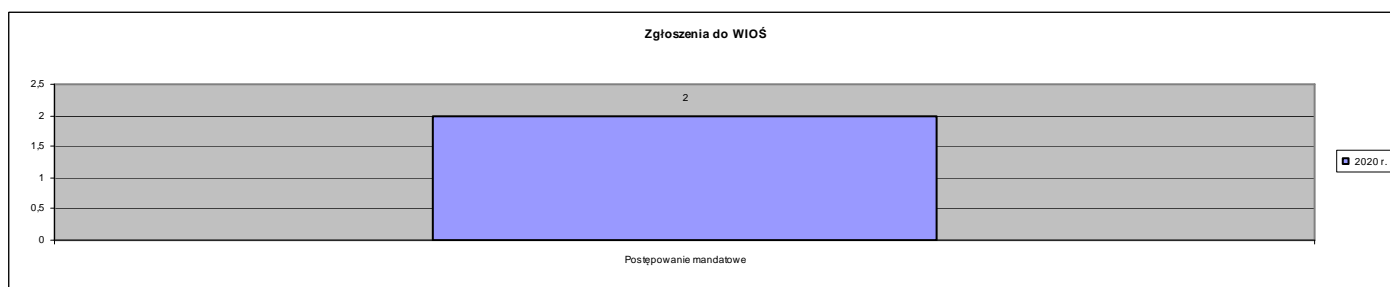 Zgłoszenia do WIOŚ
2,5
2
2
1,5
1
0,5
0
Postępowanie mandatowe
2020 r.